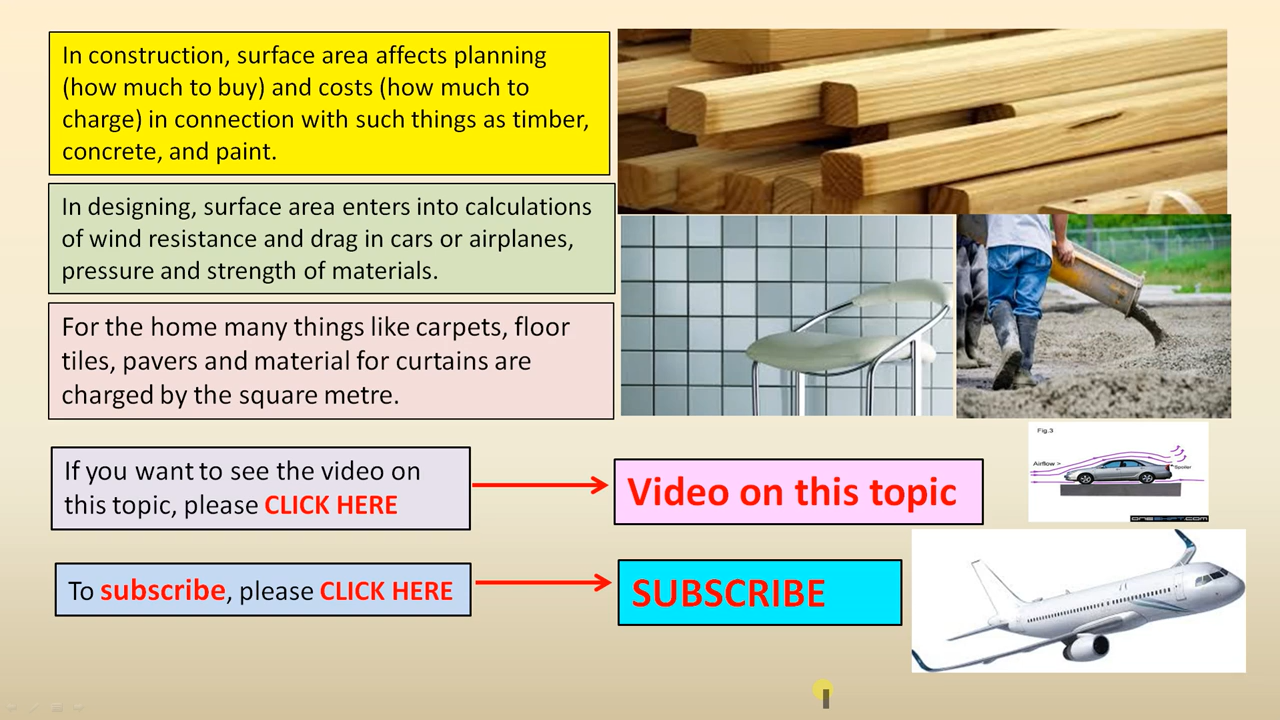 In construction, surface area affects planning
(how much to buy) and costs (how much to
charge) in connection with such things as timber,
concrete, and paint.
In designing, surface area enters into calculations
of wind resistance and drag in cars or airplanes,
pressure and strength of materials.
For the home many things like carpets, floor
tiles, pavers and material for curtains are
charged by the square metre.
Fig.3
Airflow >
Spoiler
ONESHIFT.COM
If you want to see the video on
this topic, please CLICK HERE
Video on this topic
To subscribe, please CLICK HERE
SUBSCRIBE